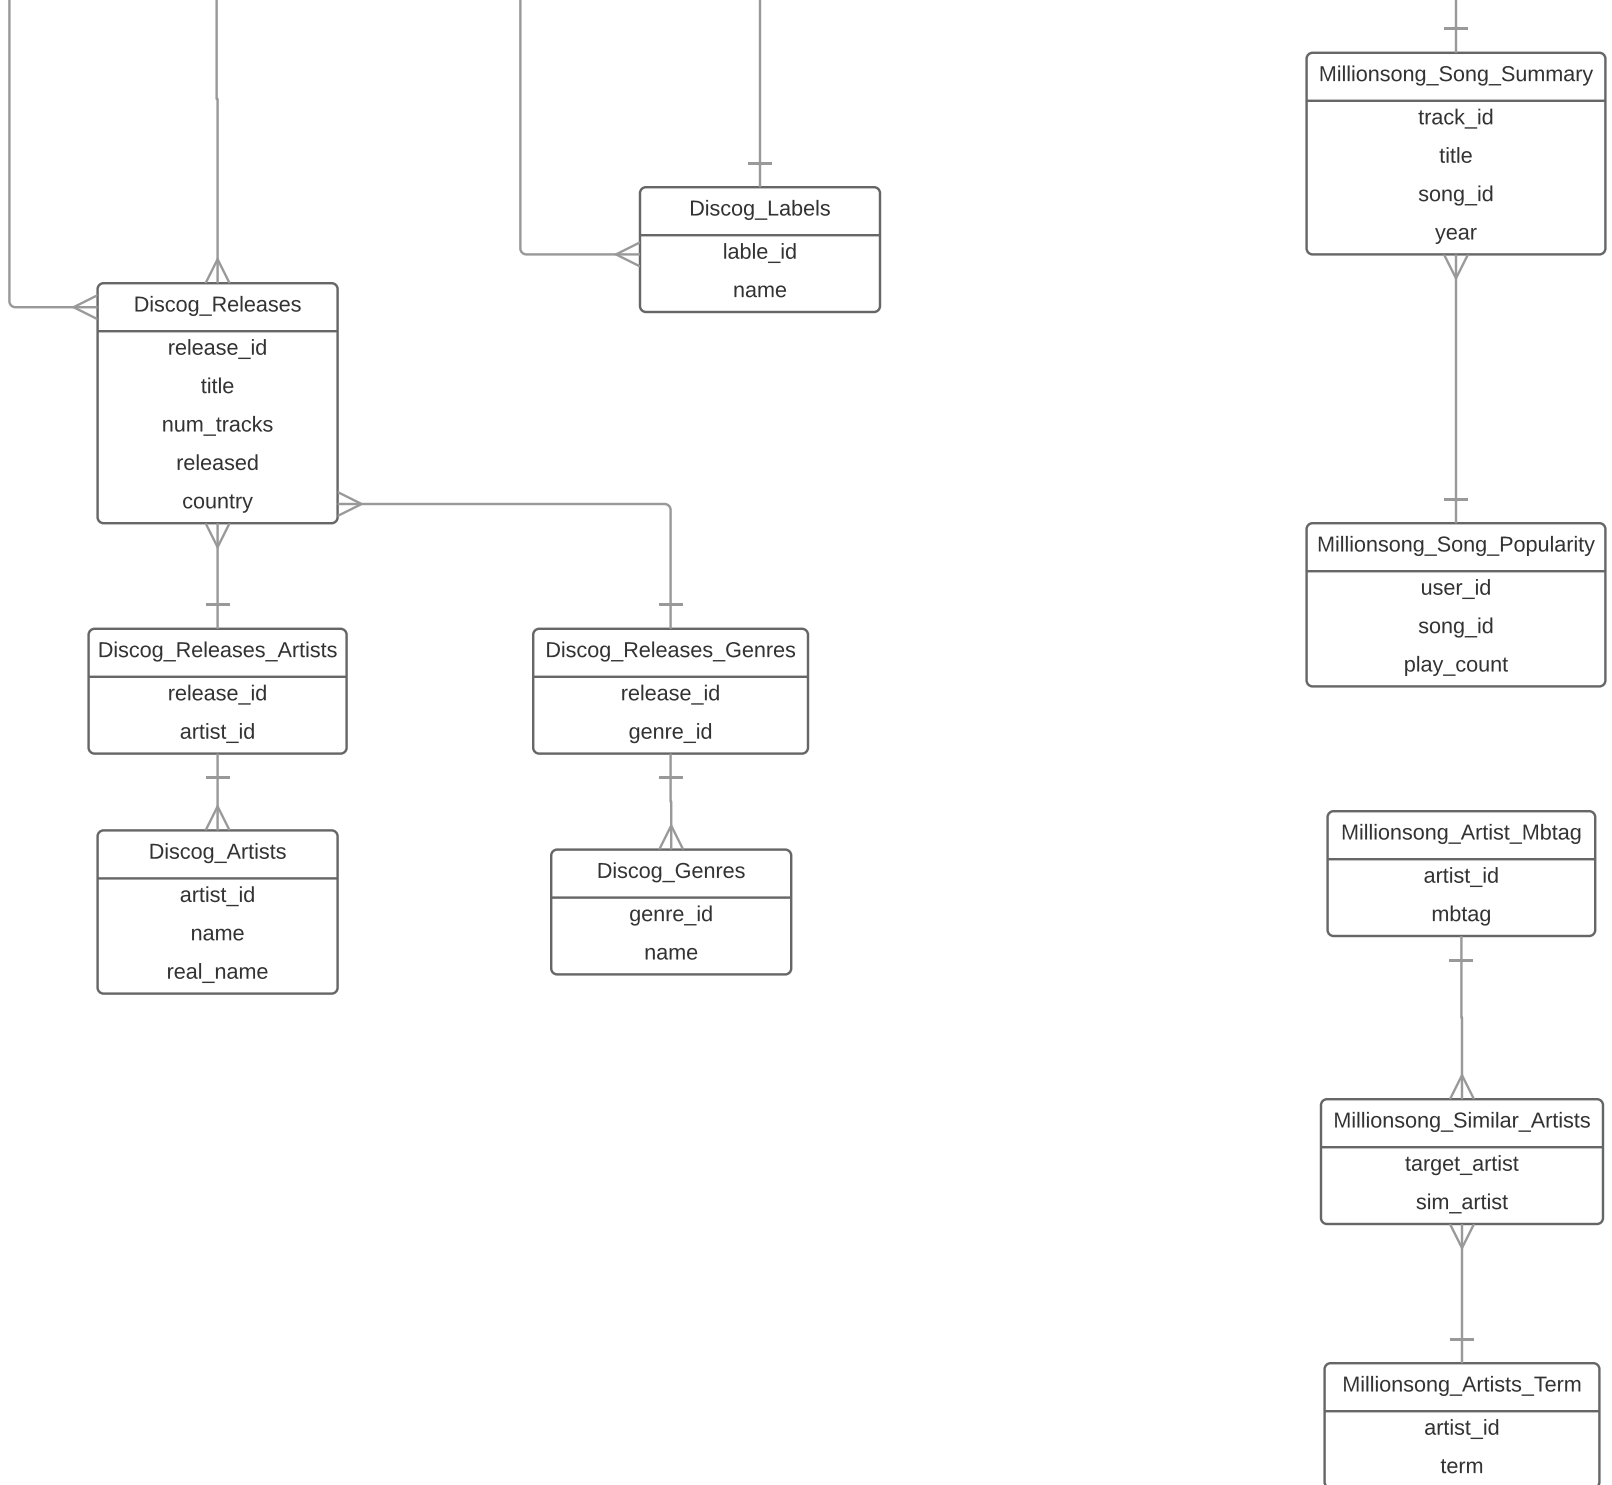 Millionsong_Song_Summary
track_id
title
song_id
year
Discog_Labels
lable_id
name
Discog_Releases
release_id
title
num_tracks
released
country
Millionsong_Song_Popularity
user_id
song_id
play_count
Discog_Releases_Artists
release_id
artist_id
Discog_Releases_Genres
release_id
genre_id
Discog_Artists
artist_id
name
real_name
Discog_Genres
genre_id
name
Millionsong_Artist_Mbtag
artist_id
mbtag
Millionsong_Similar_Artists
target_artist
sim_artist
Millionsong_Artists_Term
artist_id
term